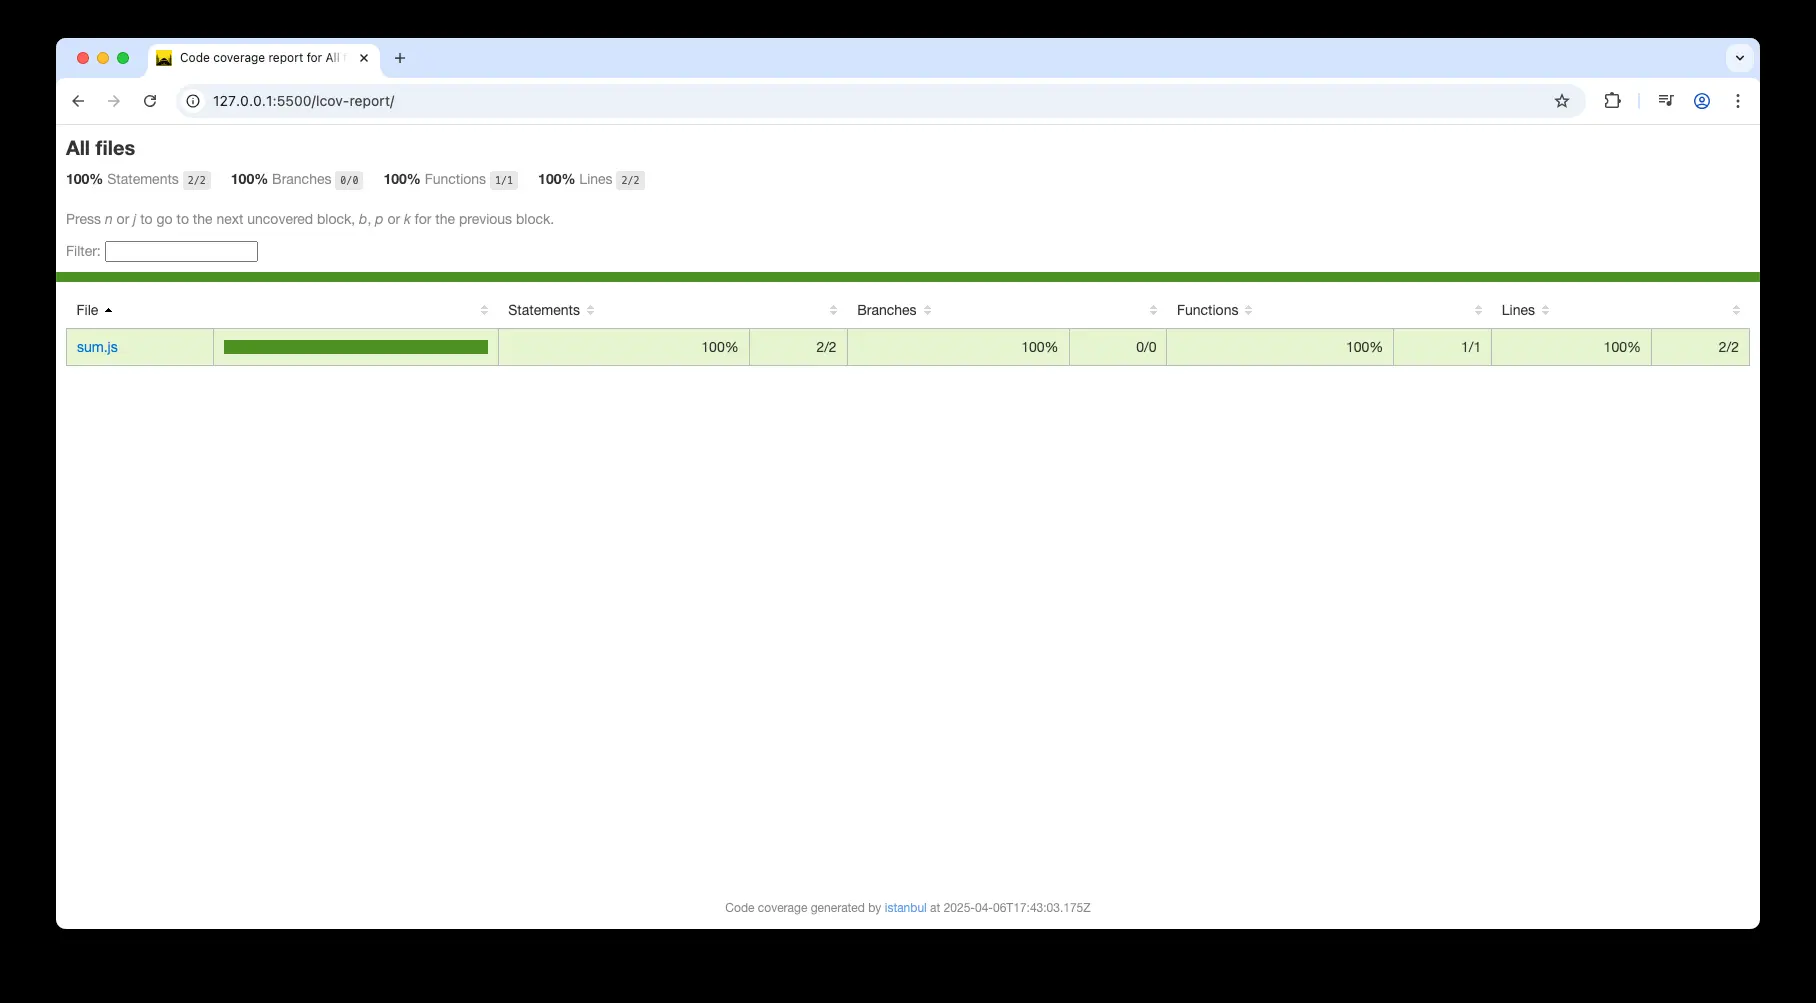 Code coverage report for All
127.0.0.1:5500/lcov-report/
All files
100% Statements 2/2 100% Branches 0/0 100% Functions 1/1 100% Lines 2/2
Press n or j to go to the next uncovered block, b, p or k for the previous block.
Filter:
File Statements Branches Functions Lines
sum.js 100% 2/2 100% 0/0 100% 1/1 100% 2/2
Code coverage generated by istanbul at 2025-04-06T17:43:03.175Z